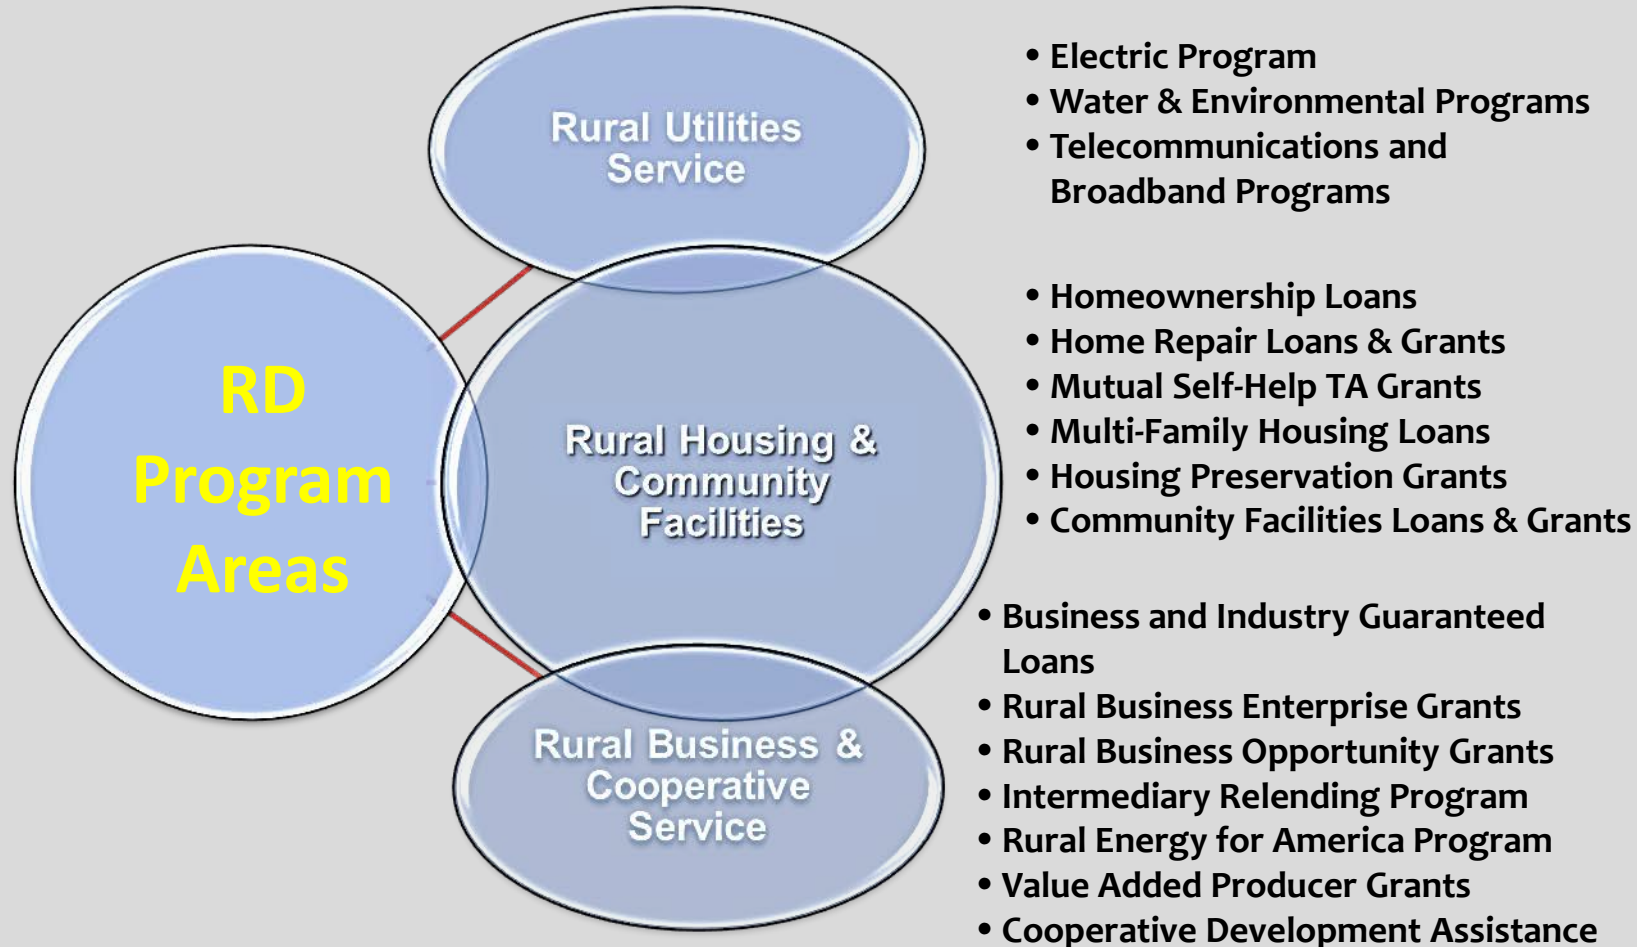 RD
Program
Areas
Rural Utilities
Service
• Electric Program
• Water & Environmental Programs
• Telecommunications and
Broadband Programs
Rural Housing &
Community
Facilities
• Homeownership Loans
• Home Repair Loans & Grants
• Mutual Self-Help TA Grants
• Multi-Family Housing Loans
• Housing Preservation Grants
• Community Facilities Loans & Grants
Rural Business &
Cooperative
Service
• Business and Industry Guaranteed
Loans
• Rural Business Enterprise Grants
• Rural Business Opportunity Grants
• Intermediary Relending Program
• Rural Energy for America Program
• Value Added Producer Grants
• Cooperative Development Assistance